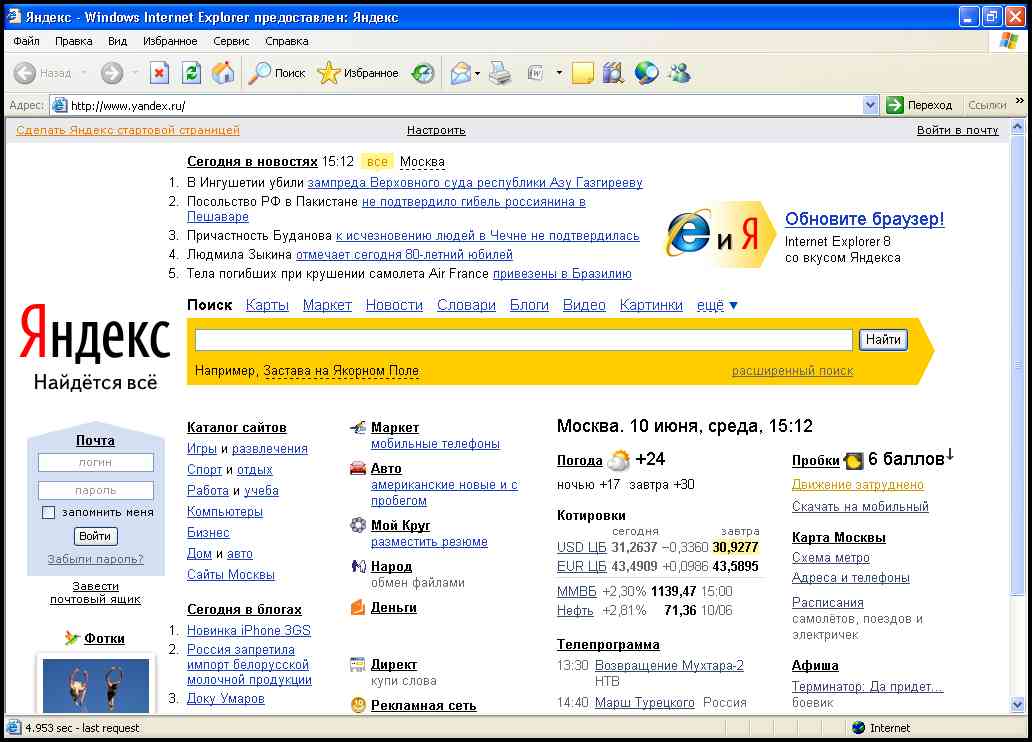 Яндекс - Windows Internet Explorer предоставлен: Яндекс
Файл Правка Вид Избранное Сервис Справка
Назад Поиск Избранное
Адрес: http://www.yandex.ru/ Переход Ссылки »
Сделать Яндекс стартовой страницей Настроить Войти в почту
Сегодня в новостях 15:12 все Москва
1. В Ингушетии убили зампреда Верховного суда республики Азу Газгирееву
2. Посольство РФ в Пакистане не подтвердило гибель россиянина в
Пешаваре
3. Причастность Буданова к исчезновению людей в Чечне не подтвердилась
4. Людмила Зыкина отмечает сегодня 80-летний юбилей
5. Тела погибших при крушении самолета Air France привезены в Бразилию
e и Я
Обновите браузер!
Internet Explorer 8
со вкусом Яндекса
Яндекс
Найдётся всё
Поиск Карты Маркет Новости Словари Блоги Видео Картинки ещё ▼
Найти
Например, Застава на Якорном Поле расширенный поиск
Почта
логин
пароль
запомнить меня
Войти
Забыли пароль?
Завести
почтовый ящик
Фотки
Каталог сайтов
Игры и развлечения
Спорт и отдых
Работа и учеба
Компьютеры
Бизнес
Дом и авто
Сайты Москвы
Сегодня в блогах
1. Новинка iPhone 3GS
2. Россия запретила
импорт белорусской
молочной продукции
3. Доку Умаров
Маркет
мобильные телефоны
Авто
американские новые и с
пробегом
Мой Круг
разместить резюме
Народ
обмен файлами
Деньги
Директ
купи слова
Рекламная сеть
Москва. 10 июня, среда, 15:12
Погода +24
ночью +17 завтра +30
Котировки
сегодня завтра
USD ЦБ 31,2637 −0,3360 30,9277
EUR ЦБ 43,4909 +0,0986 43,5895
ММВБ +2,30% 1139,47 15:00
Нефть +2,81% 71,36 10/06
Телепрограмма
13:30 Возвращение Мухтара-2
НТВ
14:40 Марш Турецкого Россия
Пробки 6 баллов↓
Движение затруднено
Скачать на мобильный
Карта Москвы
Схема метро
Адреса и телефоны
Расписания
самолётов, поездов и
электричек
Афиша
Терминатор: Да придет...
боевик
4.953 sec - last request Internet